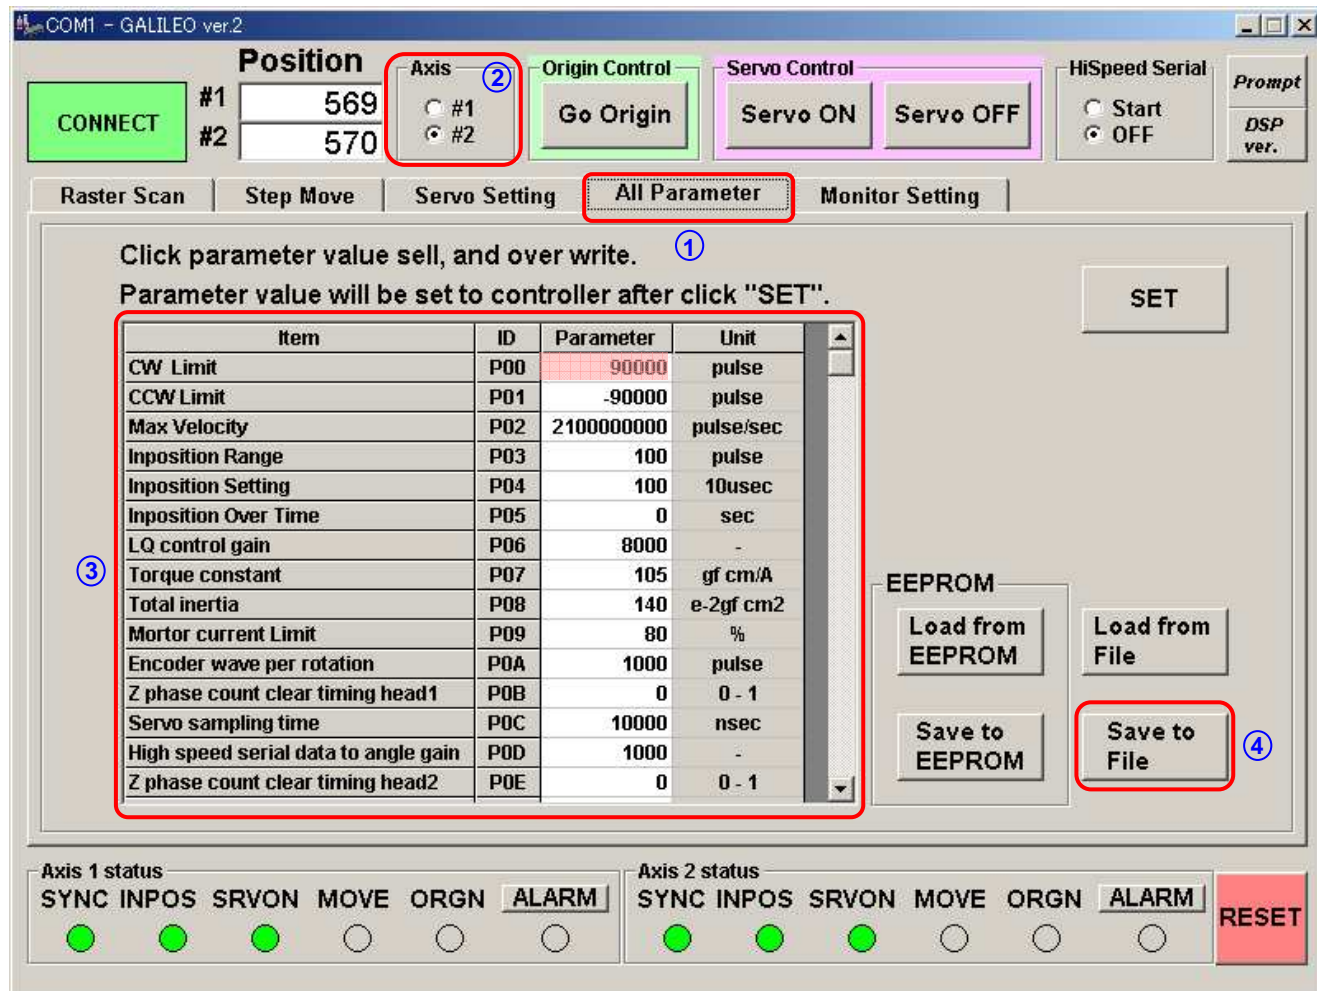 COM1 - GALILEO ver.2
Position
#1 569
#2 570
CONNECT
Axis ②
#1
#2
Origin Control
Go Origin
Servo Control
Servo ON Servo OFF
HiSpeed Serial
Start
OFF
Prompt
DSP
ver.
Raster Scan Step Move Servo Setting All Parameter Monitor Setting
①
Click parameter value sell, and over write.
Parameter value will be set to controller after click "SET".
SET
③
Item ID Parameter Unit
CW Limit P00 90000 pulse
CCW Limit P01 -90000 pulse
Max Velocity P02 2100000000 pulse/sec
Inposition Range P03 100 pulse
Inposition Setting P04 100 10usec
Inposition Over Time P05 0 sec
LQ control gain P06 8000 -
Torque constant P07 105 gf cm/A
Total inertia P08 140 e-2gf cm2
Mortor current Limit P09 80 %
Encoder wave per rotation P0A 1000 pulse
Z phase count clear timing head1 P0B 0 0 - 1
Servo sampling time P0C 10000 nsec
High speed serial data to angle gain P0D 1000 -
Z phase count clear timing head2 P0E 0 0 - 1
EEPROM
Load from
EEPROM
Save to
EEPROM
Load from
File
Save to
File
④
Axis 1 status
SYNC INPOS SRVON MOVE ORGN ALARM
Axis 2 status
SYNC INPOS SRVON MOVE ORGN ALARM
RESET